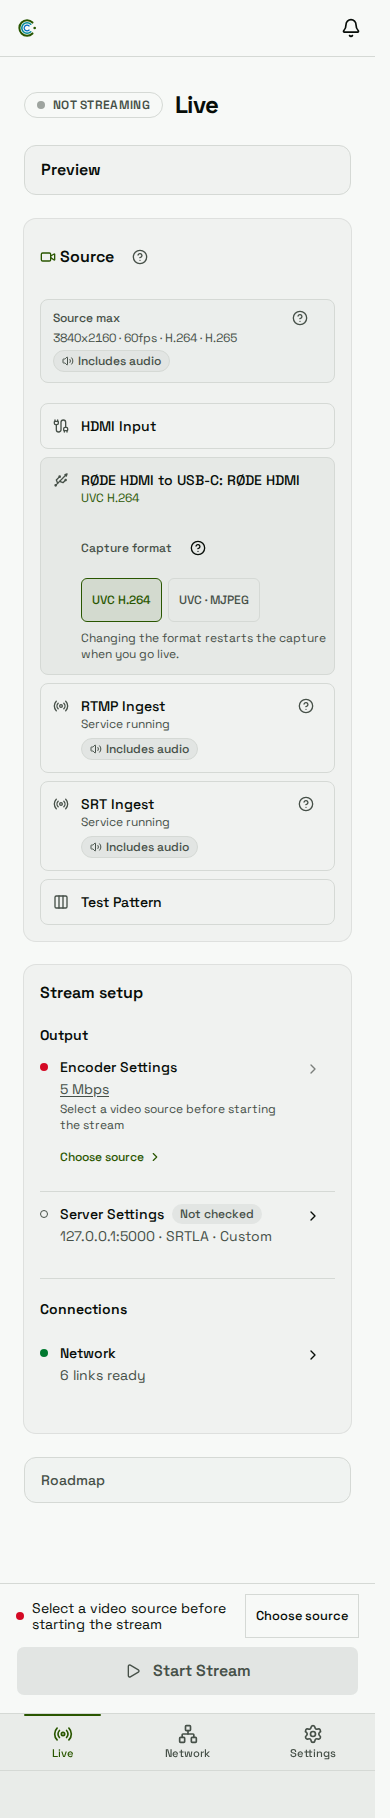 NOT STREAMING
Live
Preview
Source
Source max
3840x2160 · 60fps · H.264 · H.265
Includes audio
HDMI Input
RØDE HDMI to USB-C: RØDE HDMI
UVC H.264
Capture format
UVC H.264
UVC · MJPEG
Changing the format restarts the capture
when you go live.
RTMP Ingest
Service running
Includes audio
SRT Ingest
Service running
Includes audio
Test Pattern
Stream setup
Output
Encoder Settings
5 Mbps
Select a video source before starting
the stream
Choose source
Server Settings Not checked
127.0.0.1:5000 · SRTLA · Custom
Connections
Network
6 links ready
Roadmap
Select a video source before
starting the stream
Choose source
Start Stream
Live
Network
Settings